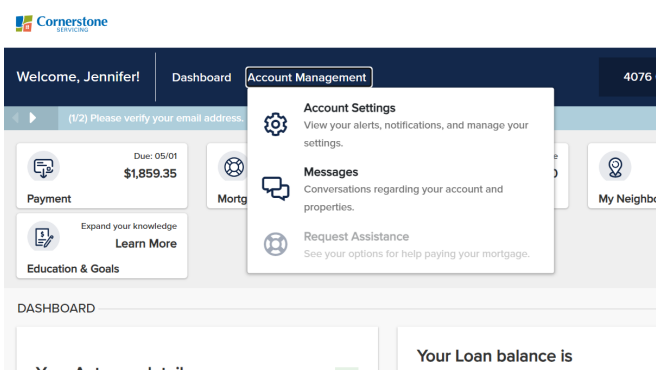 Cornerstone
SERVICING
Welcome, Jennifer!
Dashboard
Account Management
4076
(1/2) Please verify your email address.
Account Settings
View your alerts, notifications, and manage your
settings.
Messages
Conversations regarding your account and
properties.
Request Assistance
See your options for help paying your mortgage.
Due: 05/01
$1,859.35
Payment
Mortg
My Neighbo
Expand your knowledge
Learn More
Education & Goals
DASHBOARD
Your Loan balance is